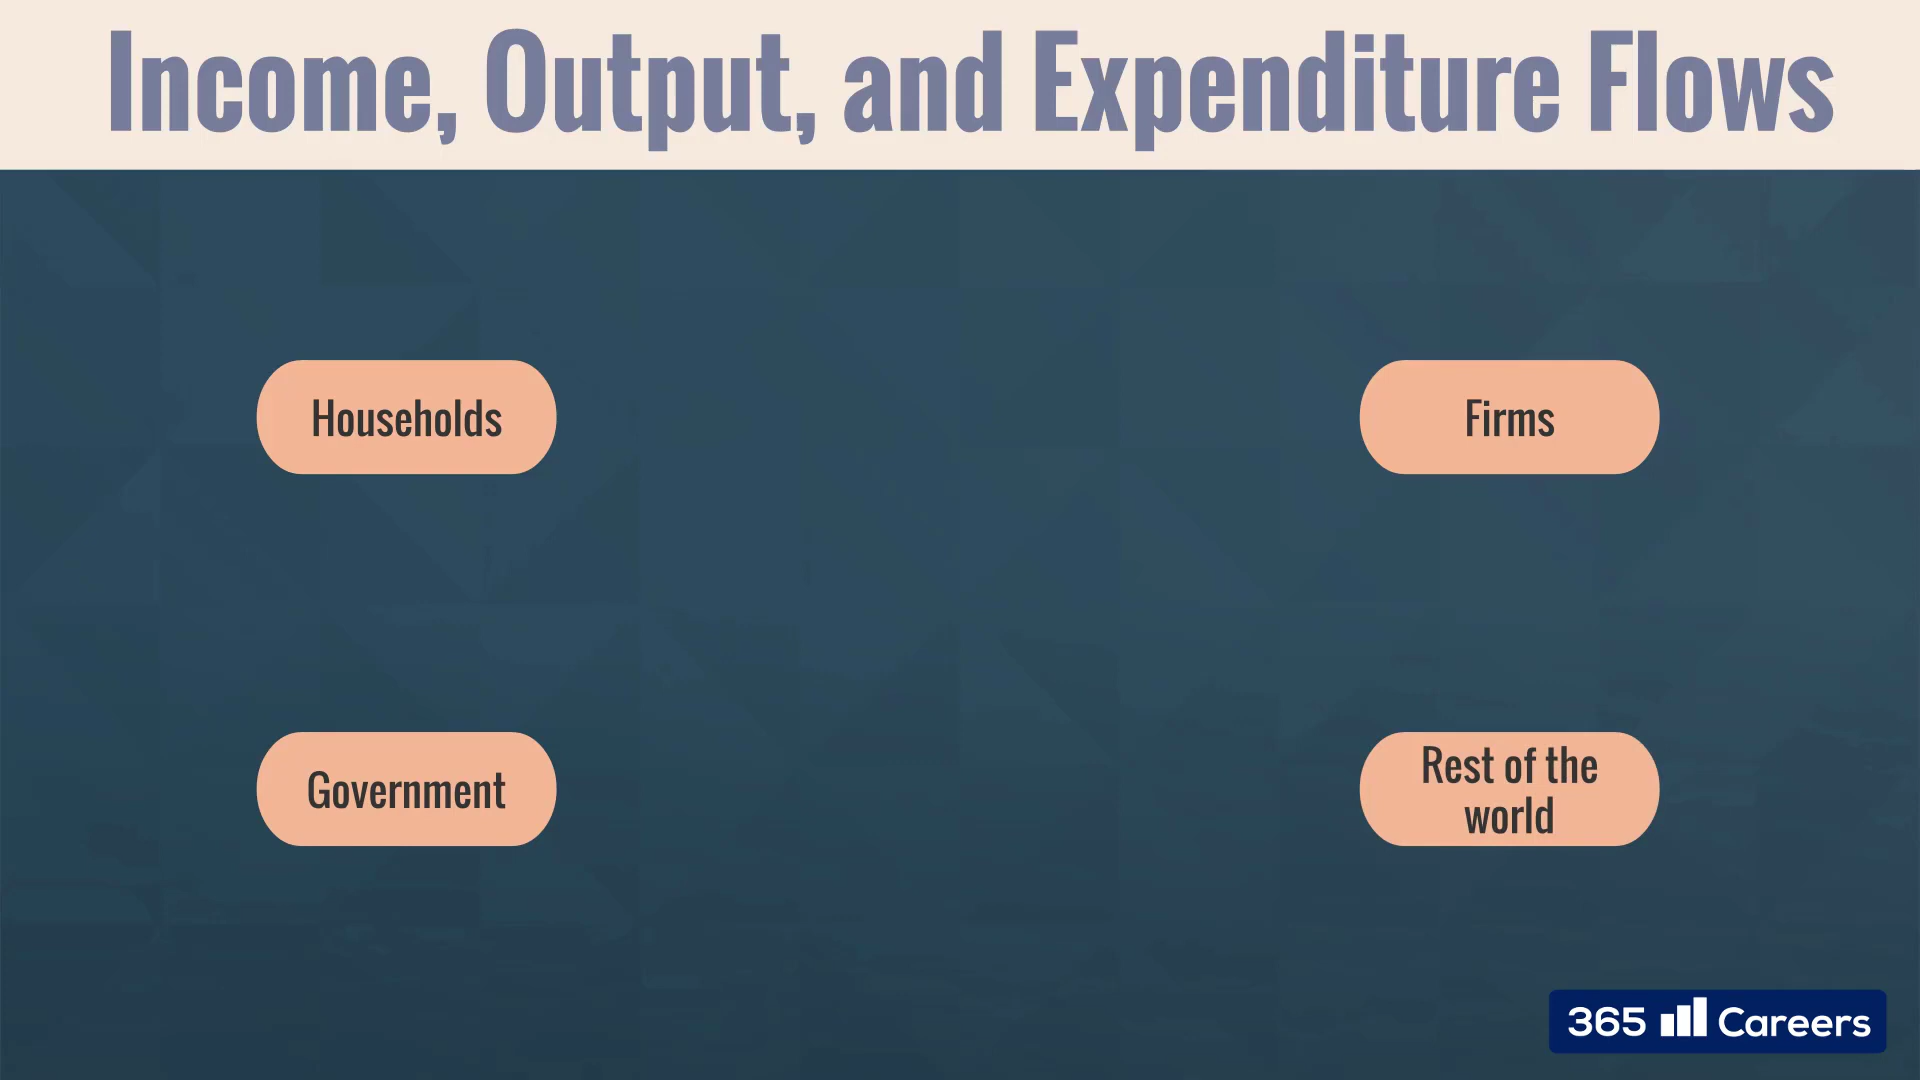 Income, Output, and Expenditure Flows
Households
Firms
Government
Rest of the
world
365 Careers